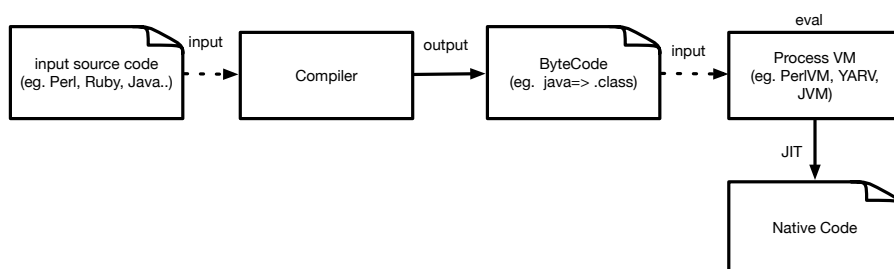 eval
input source code
(eg. Perl, Ruby, Java..)
input
Compiler
output
ByteCode
(eg.  java=> .class)
input
Process VM
(eg. PerlVM, YARV,
JVM)
JIT
Native Code